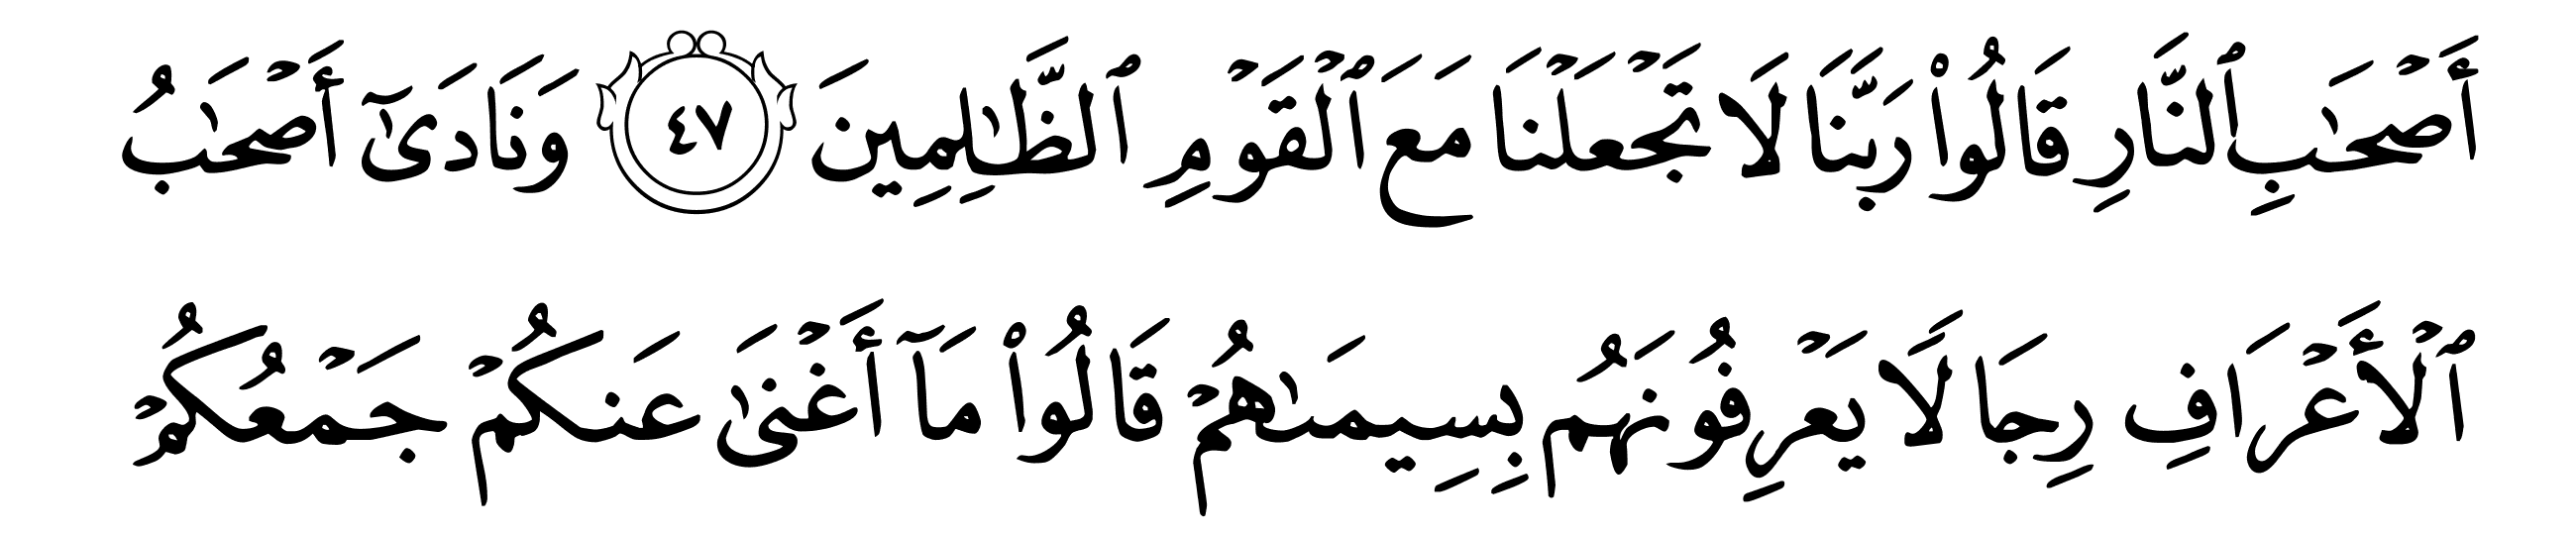 أَصۡحَٰبِ ٱلنَّارِ قَالُواْ رَبَّنَا لَا تَجۡعَلۡنَا مَعَ ٱلۡقَوۡمِ ٱلظَّٰلِمِينَ ٤٧ وَنَادَىٰٓ أَصۡحَٰبُ
ٱلۡأَعۡرَافِ رِجَالَّا يَعۡرِفُونَهُم بِسِيمَىٰهُمۡ قَالُواْ مَآ أَغۡنَىٰ عَنكُمۡ جَمۡعُكُمۡ